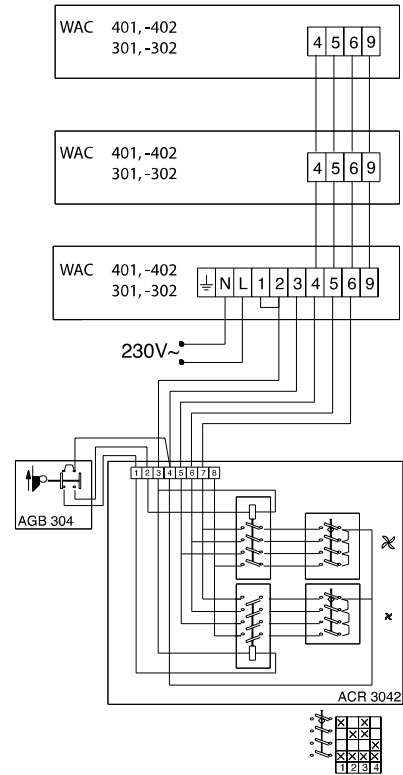 WAC 401,-402
301,-302
4 5 6 9
WAC 401,-402
301,-302
4 5 6 9
WAC 401,-402
301,-302
N L 1 2 3 4 5 6 9
230V~
1 2 3 4 5 6 7 8
AGB 304
ACR 3042
X X
X X
X
X X X X
1 2 3 4